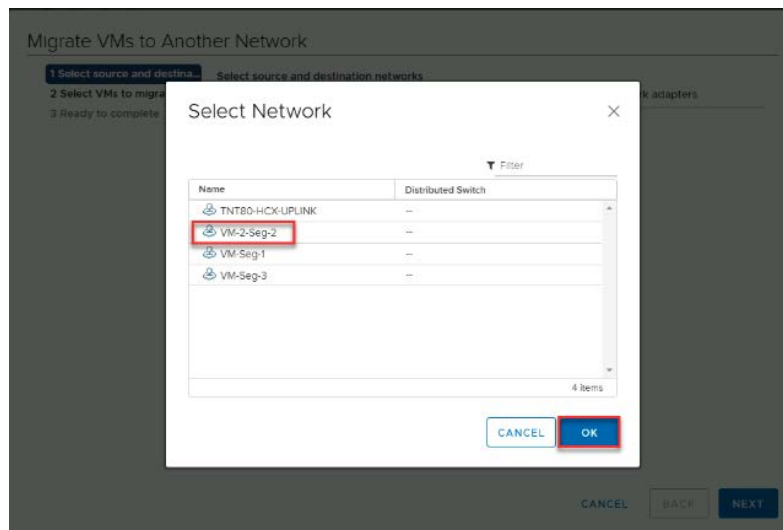 Migrate VMs to Another Network
1 Select source and destina... Select source and destination networks
2 Select VMs to migra rk adapters
3 Ready to complete
Select Network
Filter
Name Distributed Switch
TNT80-HCX-UPLINK --
VM-2-Seg-2 --
VM-Seg-1 --
VM-Seg-3 --
4 items
CANCEL OK
CANCEL BACK NEXT